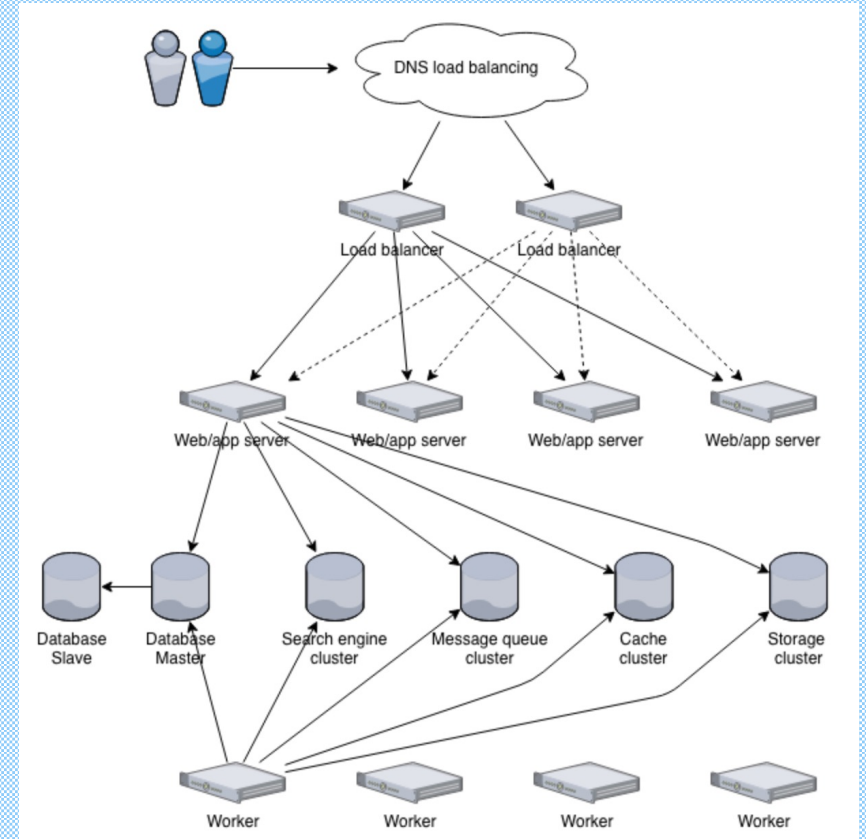 DNS load balancing
Load balancer
Load balancer
Web/app server
Web/app server
Web/app server
Web/app server
Database
Slave
Database
Master
Search engine
cluster
Message queue
cluster
Cache
cluster
Storage
cluster
Worker
Worker
Worker
Worker